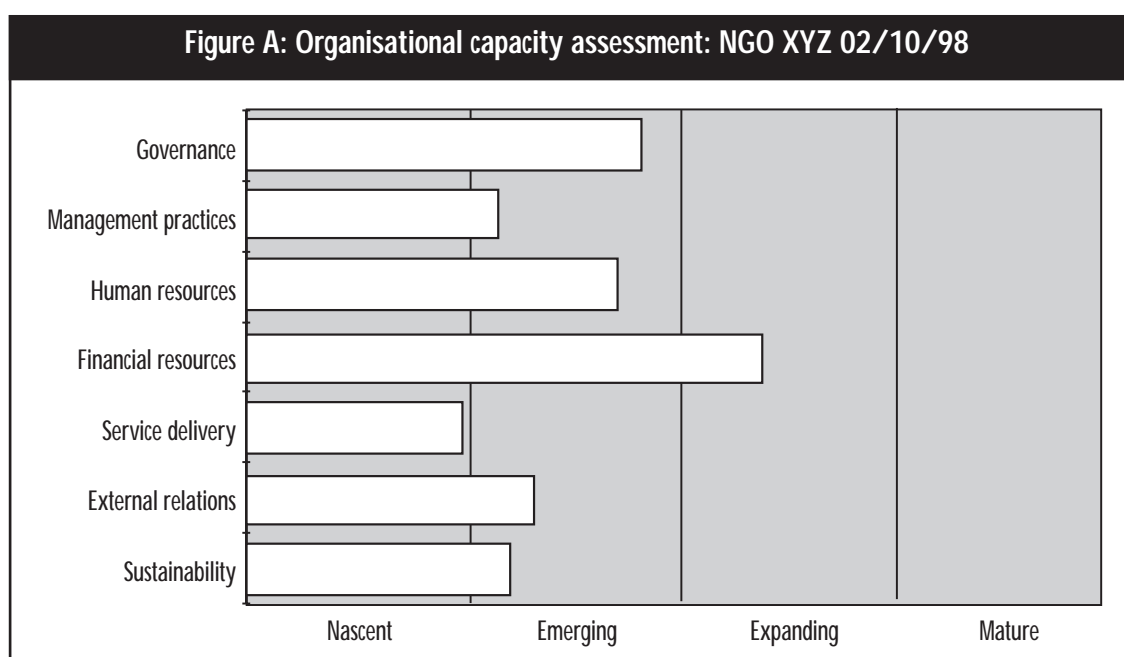 Figure A: Organisational capacity assessment: NGO XYZ 02/10/98
Governance
Management practices
Human resources
Financial resources
Service delivery
External relations
Sustainability
Nascent Emerging Expanding Mature